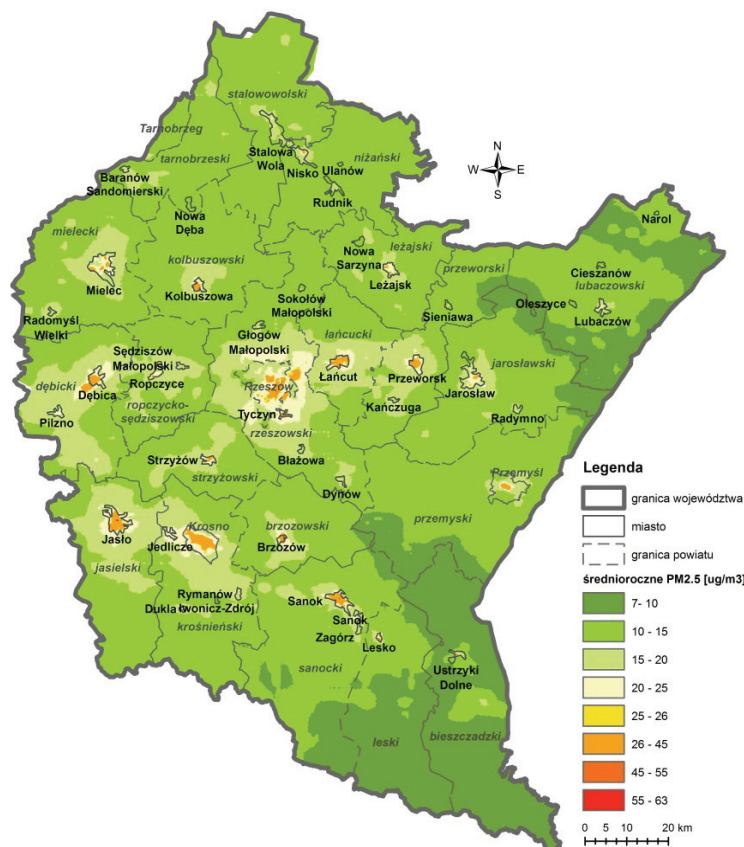 stalowowolski
Tarnobrzeg
tarnobrzeski
Stalowa
Wola
Nisko
niżański
Ulanów
Baranów
Sandomierski
Rudnik
Nowa
Dęba
N
W
E
S
Narol
mielecki
kolbuszowski
Nowa
Sarzyna
leżajski
przeworski
Cieszanów
lubaczowski
Mielec
Kolbuszowa
Leżajsk
Sokołów
Małopolski
Sieniawa
Oleszyce
Lubaczów
Radomyśl
Wielki
Głogów
Małopolski
łańcucki
Sędziszów
Małopolski
jarosławski
dębicki
Ropczyce
Rzeszów
Łańcut
Przeworsk
Dębica
Jarosław
ropczycko-
sędziszowski
Pilzno
Tyczyn
Kańczuga
Radymno
rzeszowski
Strzyżów
Błażowa
strzyżowski
Dynów
Przemyśl
przemyski
Krosno
brzozowski
Jasło
Jedlicze
Brzozów
jasielski
Rymanów
Dukla
Iwonicz-Zdrój
Sanok
Sanok
krośnieński
Zagórz
Lesko
sanocki
Ustrzyki
Dolne
leski
bieszczadzki
Legenda
granica województwa
miasto
granica powiatu
średnioroczne PM2.5 [ug/m3]
7- 10
10 - 15
15 - 20
20 - 25
25 - 26
26 - 45
45 - 55
55 - 63
0 5 10 20 km